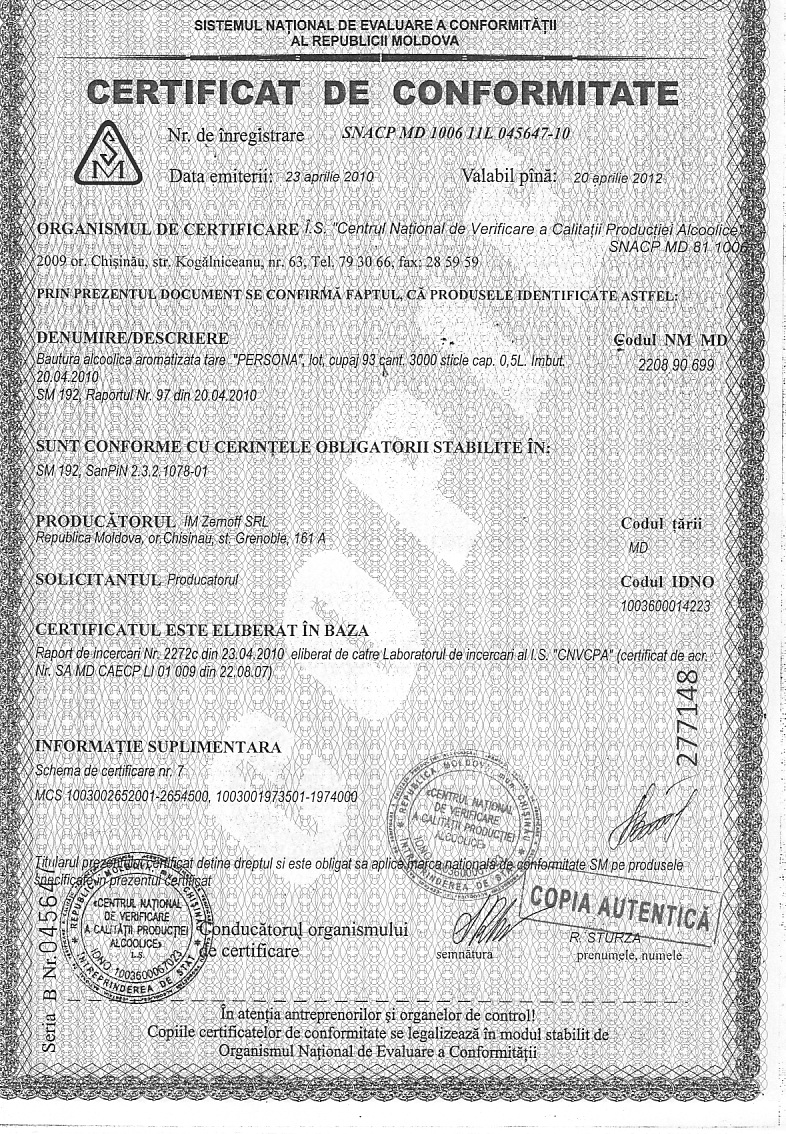 SISTEMUL NAȚIONAL DE EVALUARE A CONFORMITĂȚII
AL REPUBLICII MOLDOVA
CERTIFICAT DE CONFORMITATE
SM
Nr. de înregistrare SNACP MD 1006 11L 045647-10
Data emiterii: 23 aprilie 2010 Valabil pînă: 20 aprilie 2012
ORGANISMUL DE CERTIFICARE Î.S. "Centrul Național de Verificare a Calitații Producției Alcoolice"
SNACP MD 81 1006
2009 or. Chișinău, str. Kogălniceanu, nr. 63, Tel. 79 30 66, fax: 28 59 59
PRIN PREZENTUL DOCUMENT SE CONFIRMĂ FAPTUL, CĂ PRODUSELE IDENTIFICATE ASTFEL:
DENUMIRE/DESCRIERE Codul NM MD
Bautura alcoolica aromatizata tare "PERSONA", lot, cupaj 93 cant. 3000 sticle cap. 0,5L. Imbut. 2208 90 699
20.04.2010
SM 192, Raportul Nr. 97 din 20.04.2010
SUNT CONFORME CU CERINȚELE OBLIGATORII STABILITE ÎN:
SM 192, SanPiN 2.3.2.1078-01
PRODUCĂTORUL IM Zernoff SRL Codul țării
Republica Moldova, or.Chisinau, st. Grenoble, 161 A MD
SOLICITANTUL Producatorul Codul IDNO
1003600014223
CERTIFICATUL ESTE ELIBERAT ÎN BAZA
Raport de incercari Nr. 2272c din 23.04.2010 eliberat de catre Laboratorul de incercari al I.S. "CNVCPA" (certificat de acr.
Nr. SA MD CAECP LI 01 009 din 22.08.07)
277148
INFORMAȚIE SUPLIMENTARA
Schema de certificare nr. 7
MCS 1003002652001-2654500, 1003001973501-1974000
REPUBLICA MOLDOVA, mun. CHIȘINĂU
«CENTRUL NAȚIONAL
DE VERIFICARE
A CALITĂȚII PRODUCȚIEI
ALCOOLICE»
ÎNTREPRINDEREA DE STAT
Titularul prezentului certificat detine dreptul si este obligat sa aplice marca nationala de conformitate SM pe produsele
specificate in prezentul certificat
REPUBLICA MOLDOVA, mun. CHIȘINĂU
«CENTRUL NAȚIONAL
DE VERIFICARE
A CALITĂȚII PRODUCȚIEI
ALCOOLICE»
Î.S.
IDNO 1003600067023
ÎNTREPRINDEREA DE STAT
COPIA AUTENTICĂ
Conducătorul organismului
de certificare
semnătura
R. STURZA
prenumele, numele
Seria B Nr. 045647
În atenția antreprenorilor și organelor de control!
Copiile certificatelor de conformitate se legalizează în modul stabilit de
Organismul Național de Evaluare a Conformității
COPIE